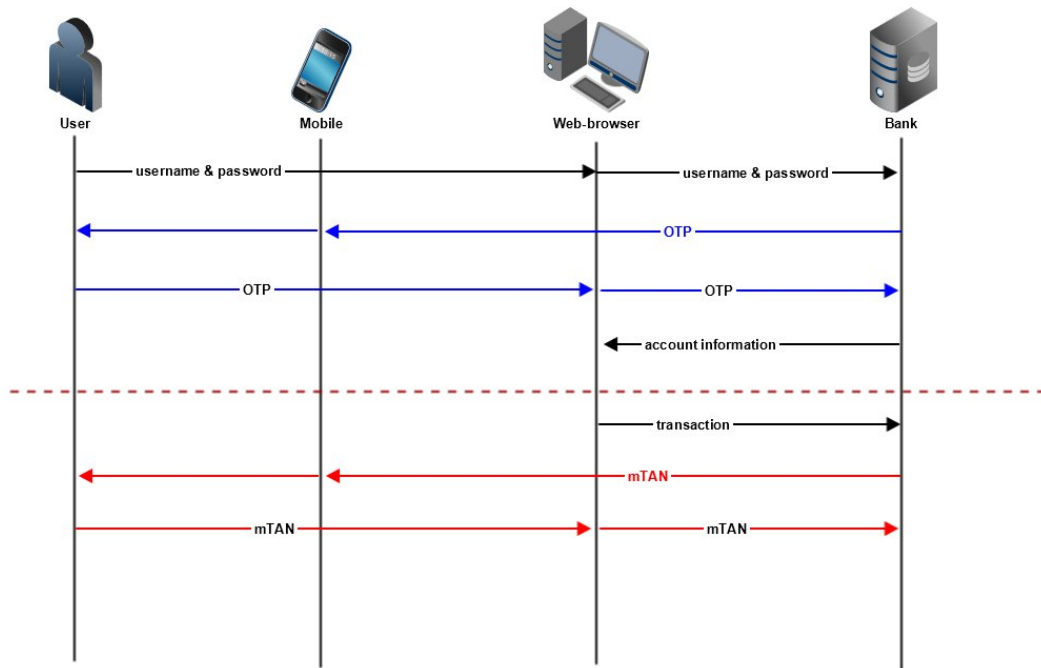 User
Mobile
Web-browser
Bank
username & password
username & password
OTP
OTP
OTP
account information
transaction
mTAN
mTAN
mTAN